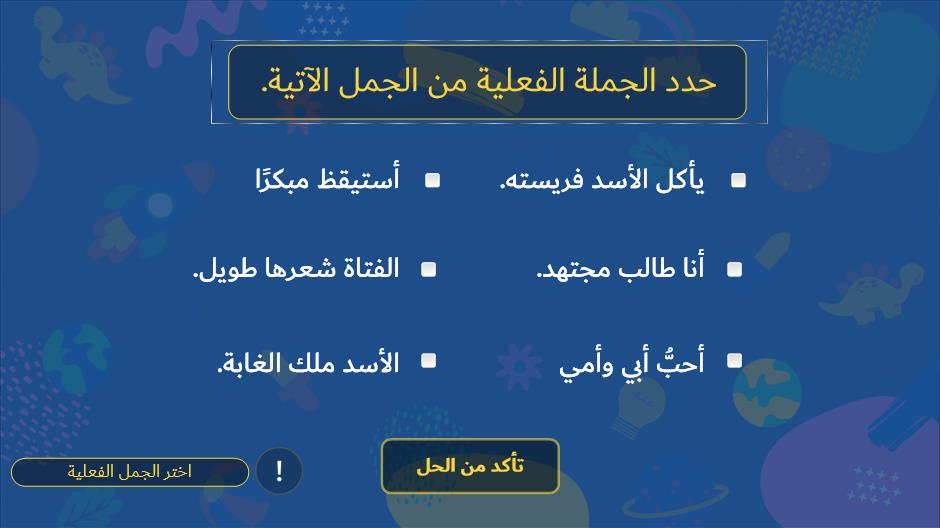 حدد الجملة الفعلية من الجمل الآتية.
يأكل الأسد فريسته.
أستيقظ مبكرًا
أنا طالب مجتهد.
الفتاة شعرها طويل.
أحبُّ أبي وأمي
الأسد ملك الغابة.
تأكد من الحل
!
اختر الجمل الفعلية